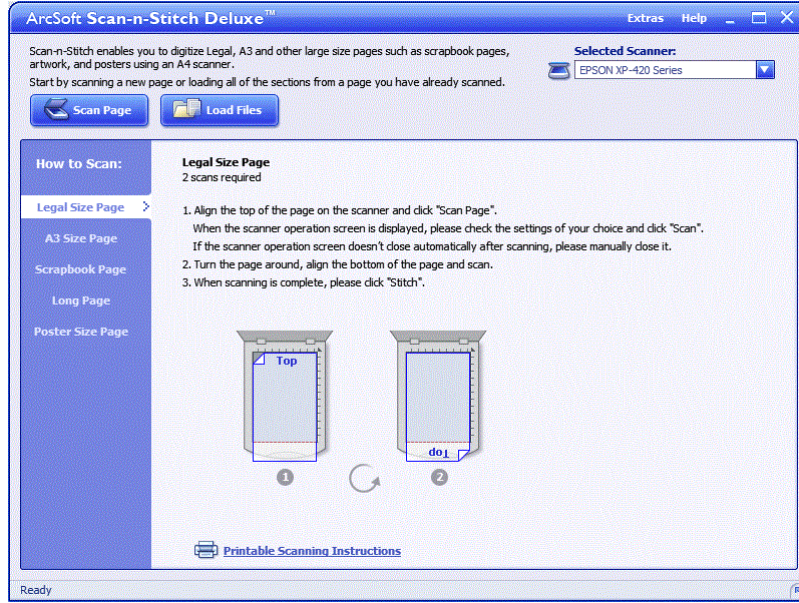 ArcSoft Scan-n-Stitch Deluxe™
Extras Help
Scan-n-Stitch enables you to digitize Legal, A3 and other large size pages such as scrapbook pages,
artwork, and posters using an A4 scanner.
Start by scanning a new page or loading all of the sections from a page you have already scanned.
Selected Scanner:
EPSON XP-420 Series
Scan Page
Load Files
How to Scan:
Legal Size Page
A3 Size Page
Scrapbook Page
Long Page
Poster Size Page
Legal Size Page
2 scans required
1. Align the top of the page on the scanner and click "Scan Page".
When the scanner operation screen is displayed, please check the settings of your choice and click "Scan".
If the scanner operation screen doesn't close automatically after scanning, please manually close it.
2. Turn the page around, align the bottom of the page and scan.
3. When scanning is complete, please click "Stitch".
Top
Top
1
2
Printable Scanning Instructions
Ready